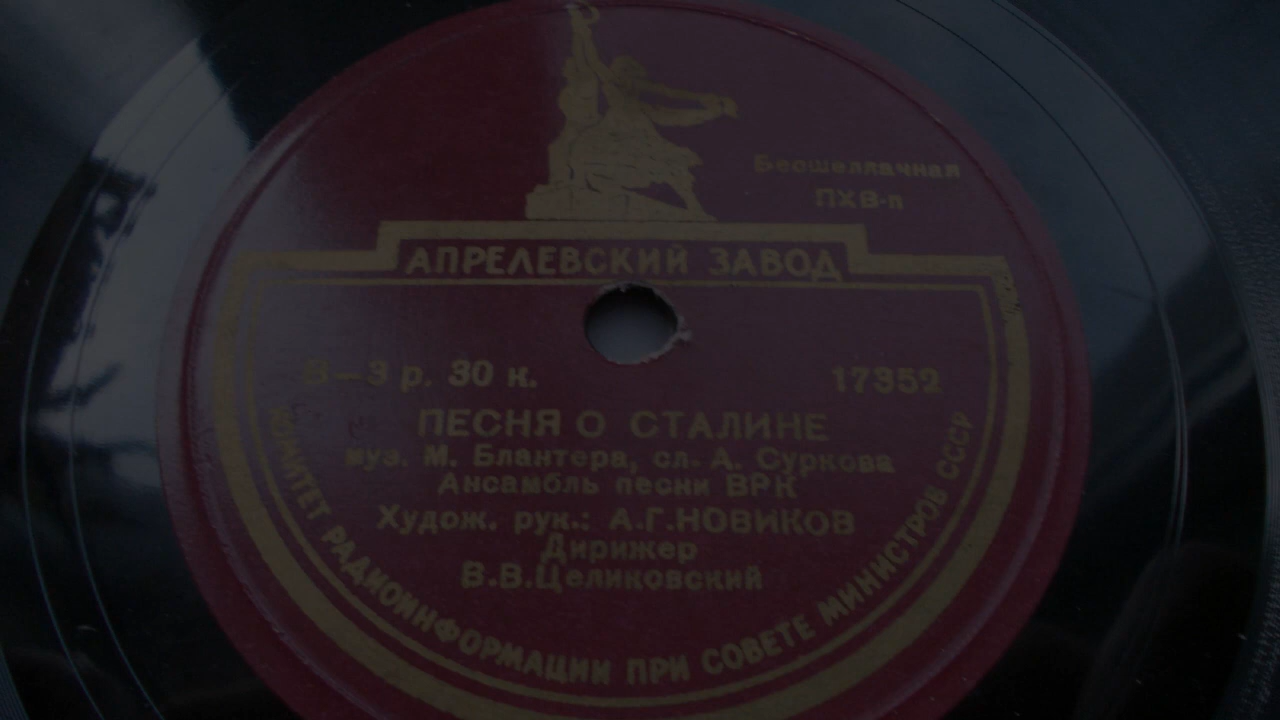 Бесшеллачная
ПХВ-п
АПРЕЛЕВСКИЙ ЗАВОД
В-3 р. 30 к.
17352
ПЕСНЯ О СТАЛИНЕ
муз. М. Блантера, сл. А. Суркова
Ансамбль песни ВРК
Худож. рук.: А.Г.НОВИКОВ
Дирижер
В.В.Целиковский
КОМИТЕТ РАДИОИНФОРМАЦИИ ПРИ СОВЕТЕ МИНИСТРОВ СССР